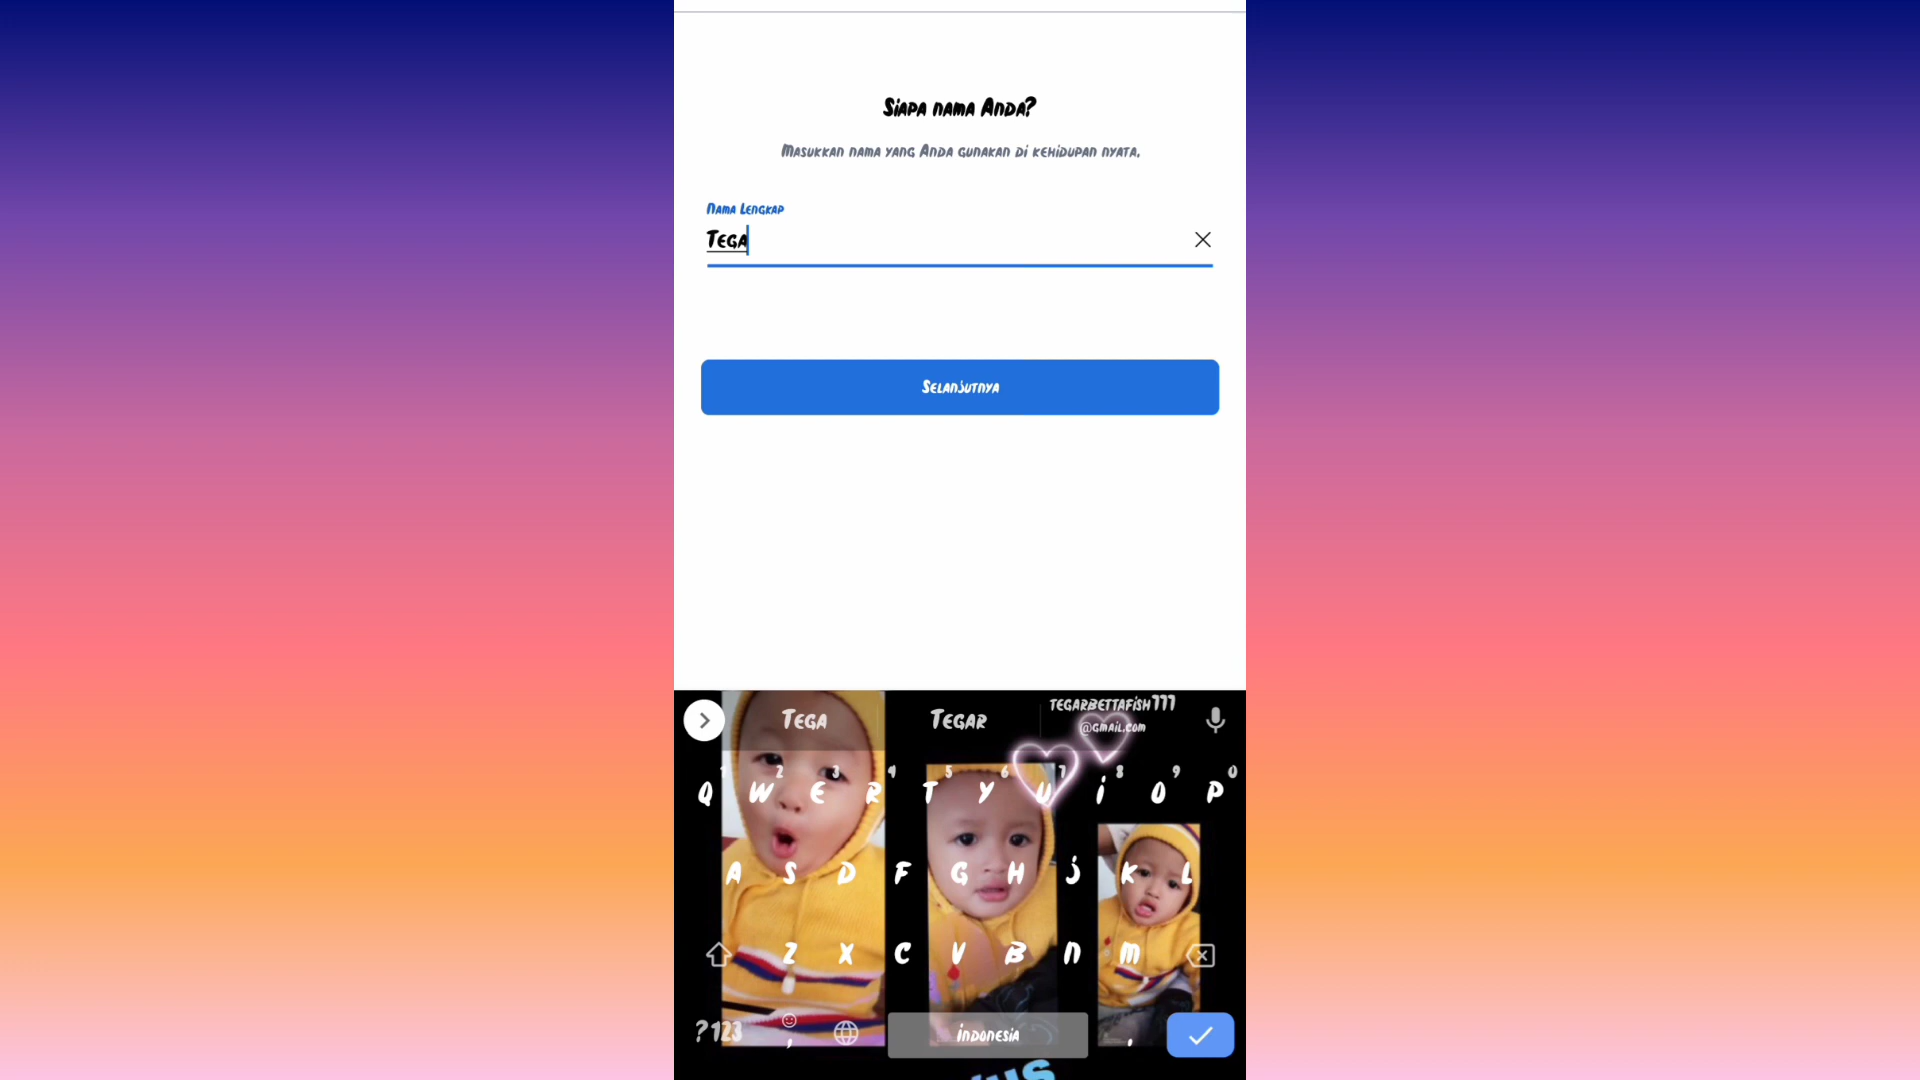 Siapa nama Anda?
Masukkan nama yang Anda gunakan di kehidupan nyata.
Nama Lengkap
Tega
Selanjutnya
Tega Tegar tegarbettafish777
@gmail.com
1 2 3 4 5 6 7 8 9 0
Q W E R T Y U I O P
A S D F G H J K L
Z X C V B N M
?123 , Indonesia .